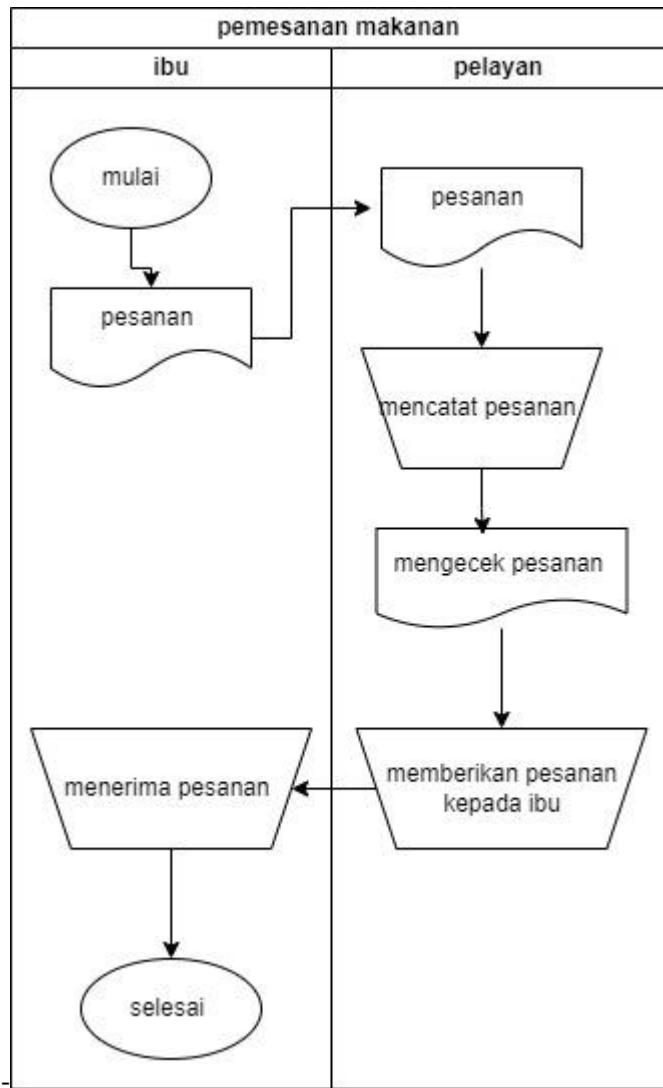 pemesanan makanan
ibu
pelayan
mulai
pesanan
pesanan
mencatat pesanan
mengecek pesanan
memberikan pesanan
kepada ibu
menerima pesanan
selesai